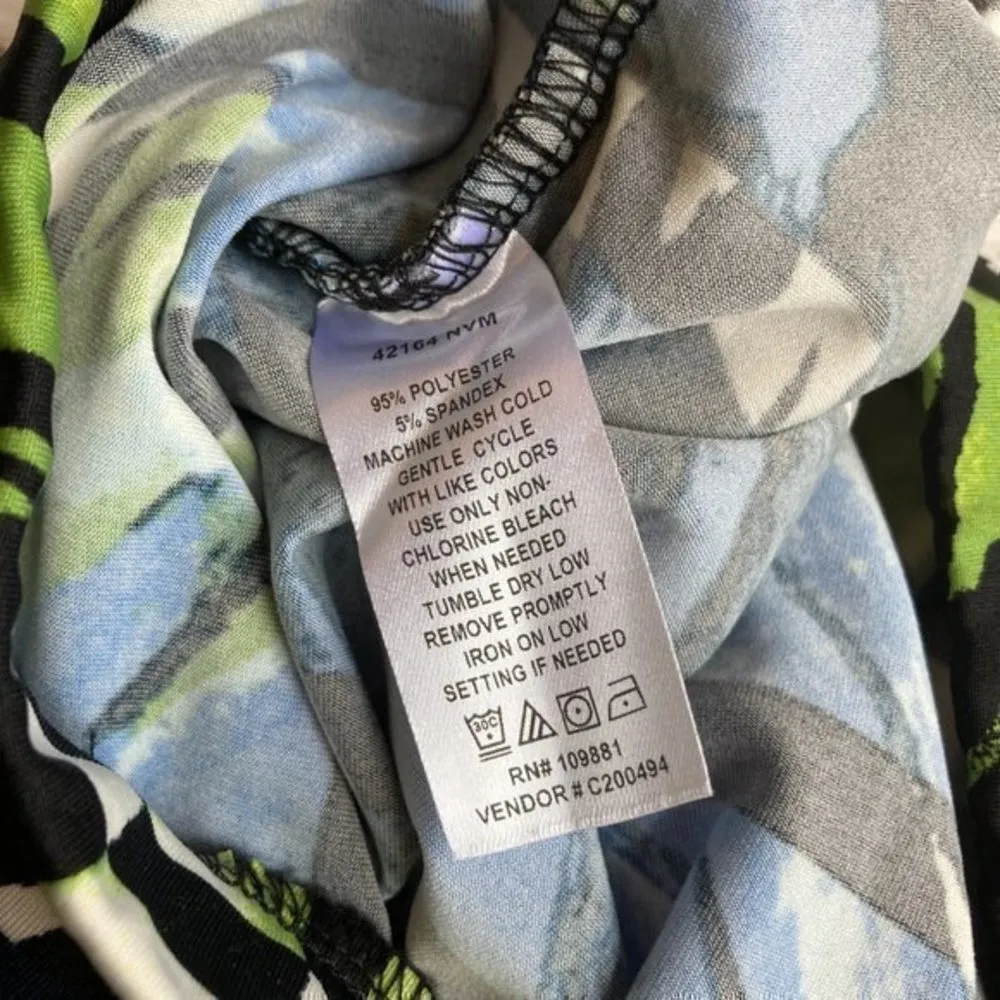 42164 NYM
95% POLYESTER
5% SPANDEX
MACHINE WASH COLD
GENTLE CYCLE
WITH LIKE COLORS
USE ONLY NON-
CHLORINE BLEACH
WHEN NEEDED
TUMBLE DRY LOW
REMOVE PROMPTLY
IRON ON LOW
SETTING IF NEEDED
30C
RN# 109881
VENDOR # C200494